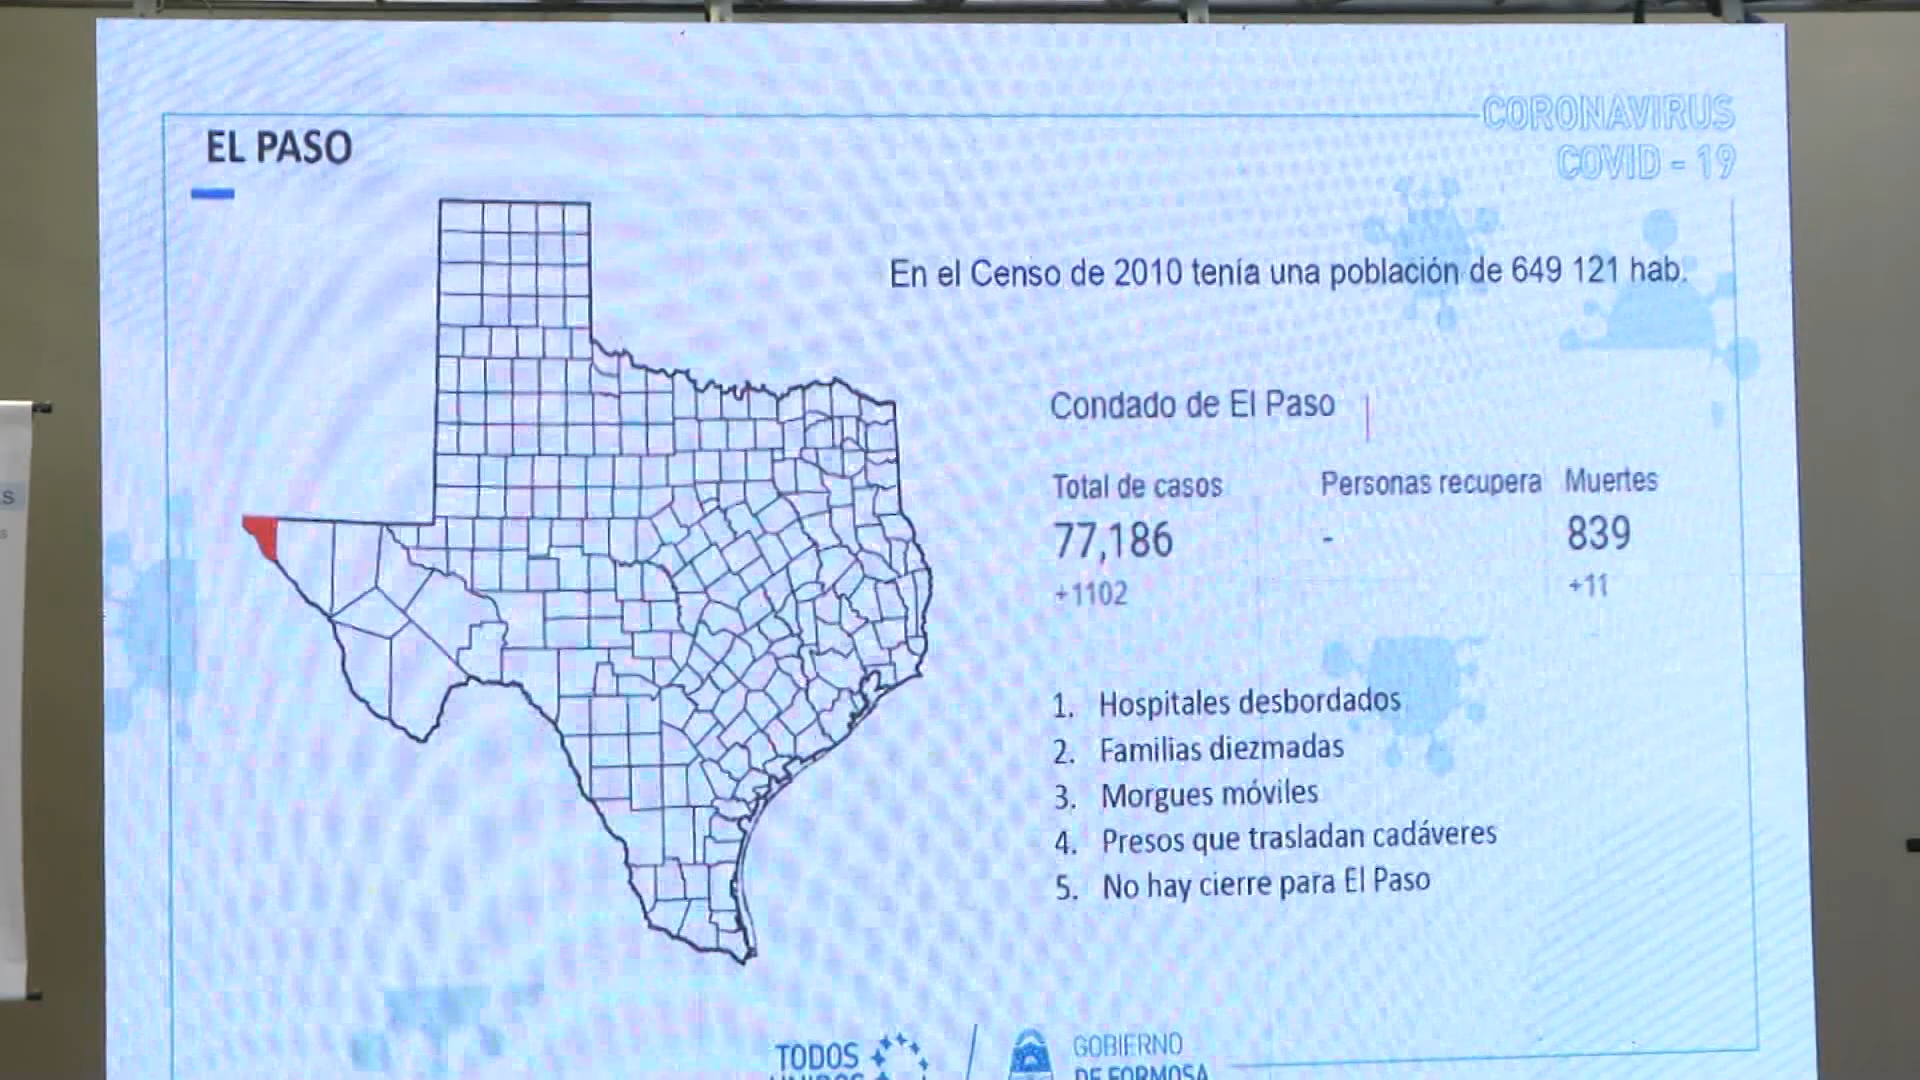 EL PASO
CORONAVIRUS
COVID - 19
En el Censo de 2010 tenía una población de 649 121 hab.
Condado de El Paso
Total de casos
Personas recupera
Muertes
77,186
-
839
+1102
+11
1. Hospitales desbordados
2. Familias diezmadas
3. Morgues móviles
4. Presos que trasladan cadáveres
5. No hay cierre para El Paso
TODOS
UNIDOS
GOBIERNO
DE FORMOSA